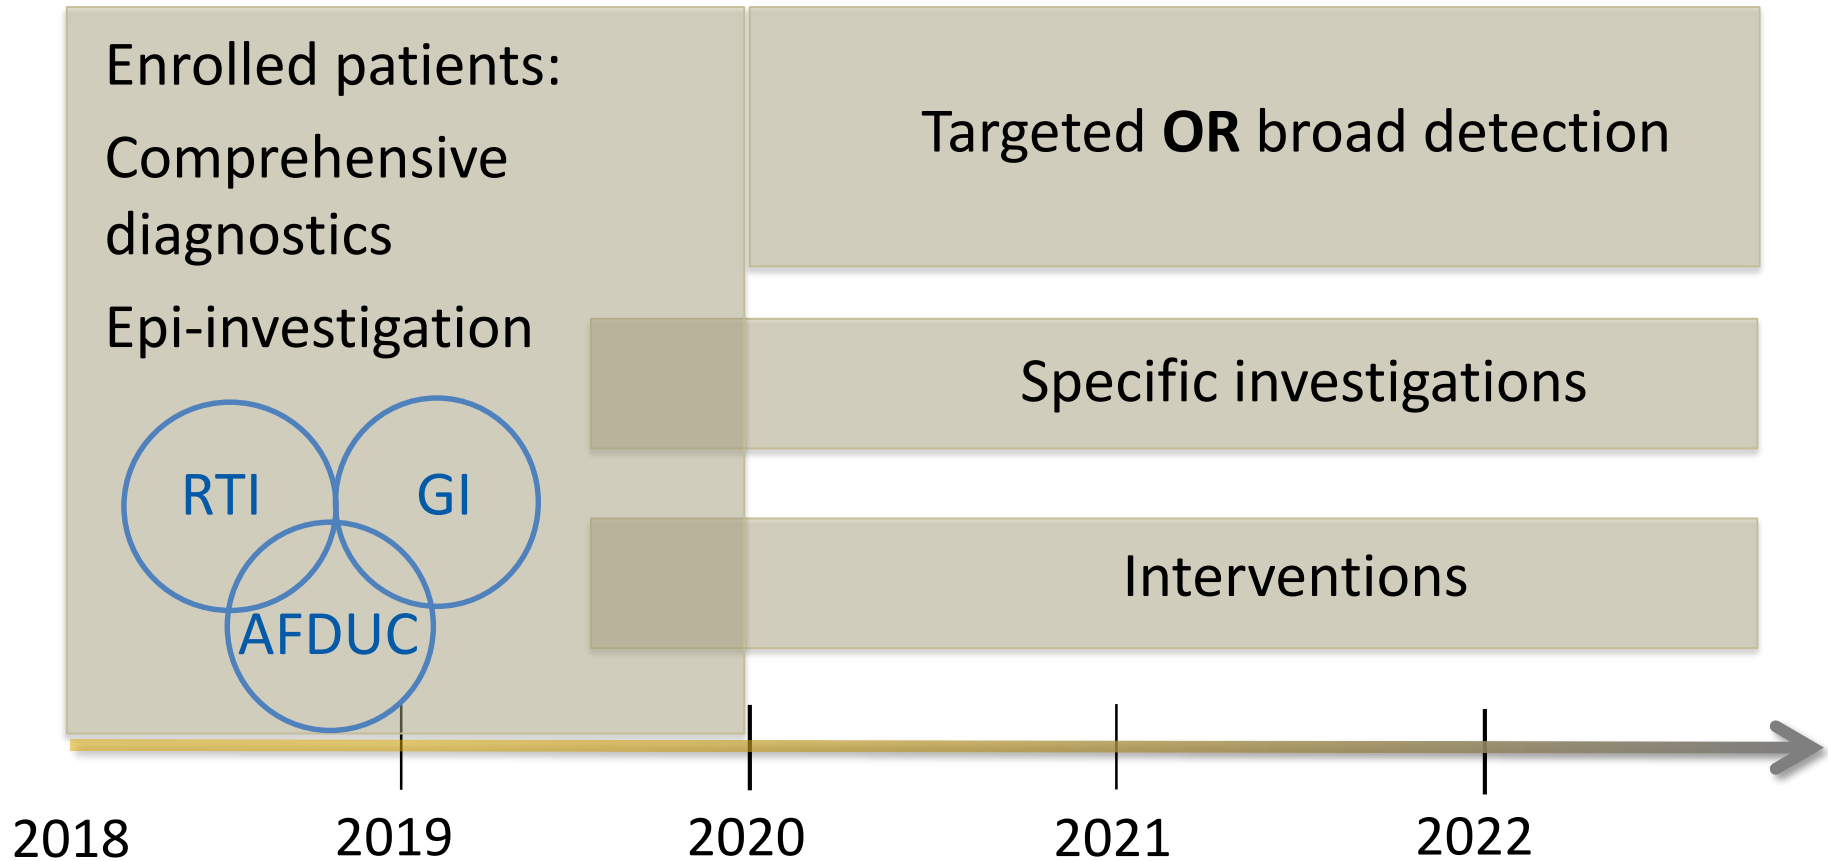 Enrolled patients:
Comprehensive
diagnostics
Epi-investigation
RTI
GI
AFDUC
Targeted OR broad detection
Specific investigations
Interventions
2018
2019
2020
2021
2022